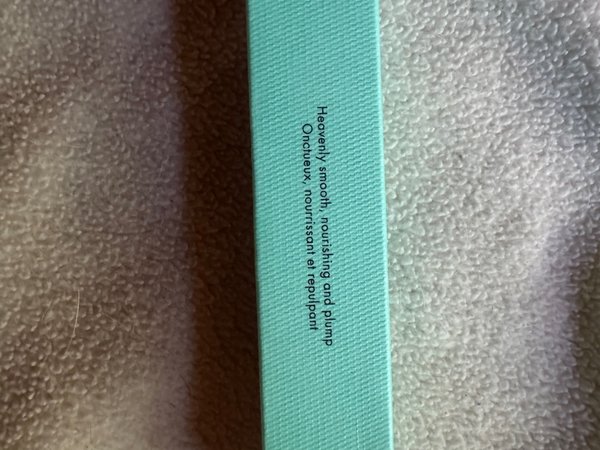 Heavenly smooth, nourishing and plump
Onctueux, nourrissant et repulpant